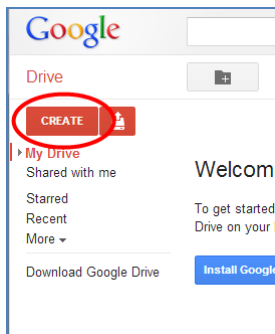 Google
Drive
CREATE
My Drive
Shared with me
Welcom
Starred
To get started
Recent
Drive on your
More
Download Google Drive
Install Google